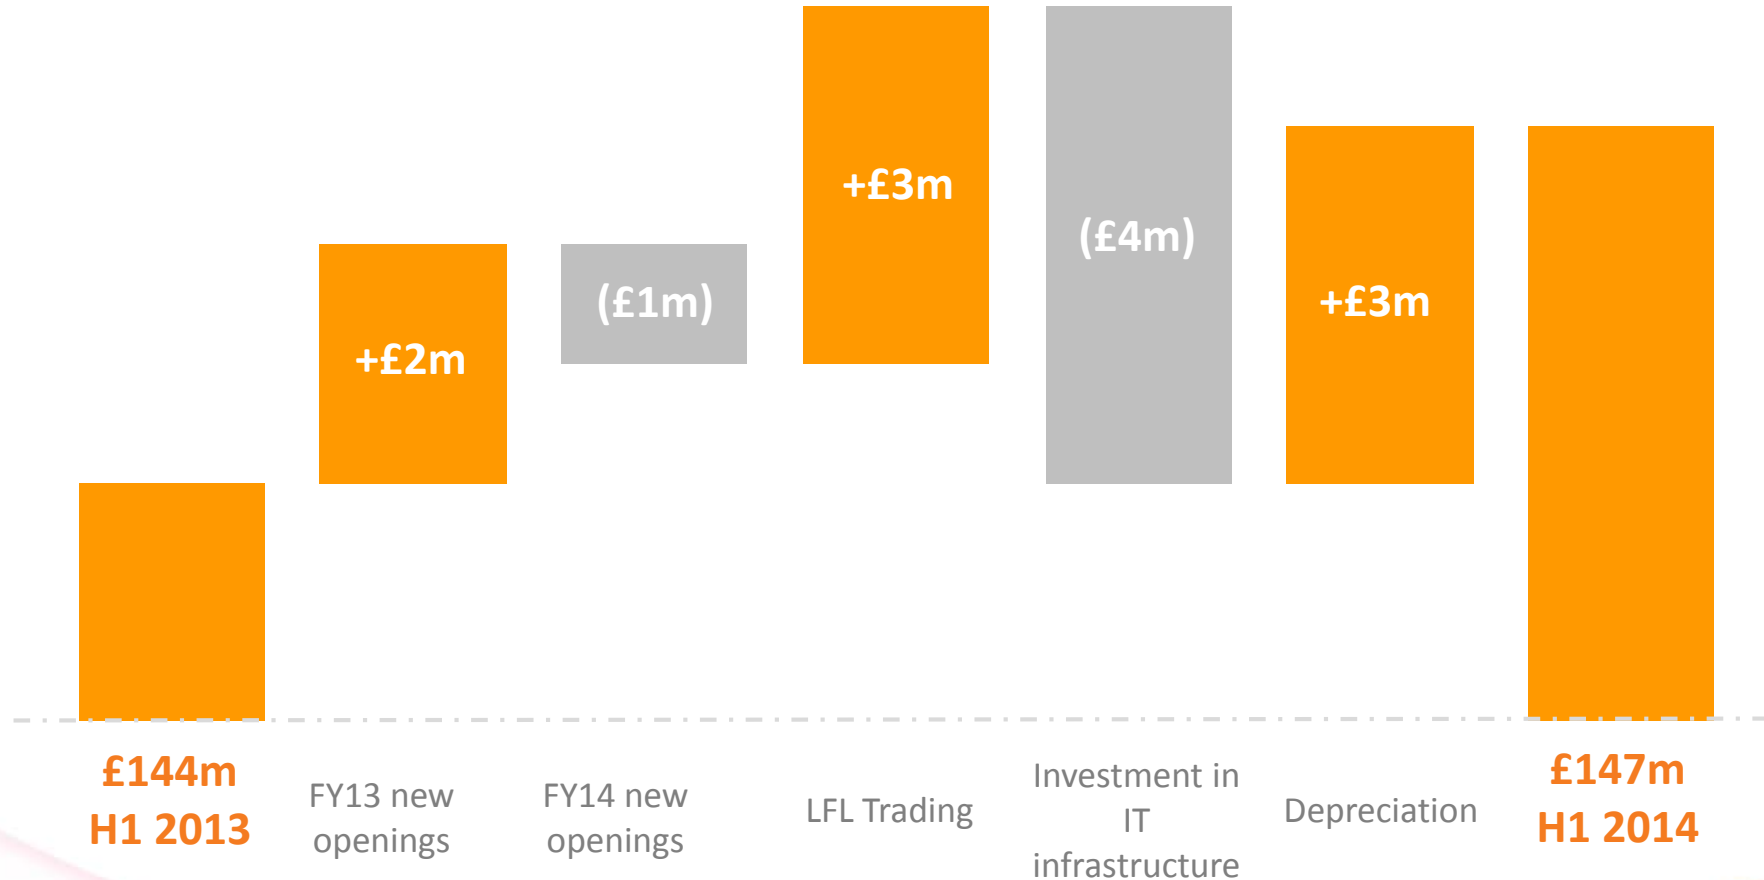 +£3m
(£4m)
(£1m)
+£3m
+£2m
£144m
H1 2013
FY13 new
openings
FY14 new
openings
LFL Trading
Investment in
IT
infrastructure
Depreciation
£147m
H1 2014